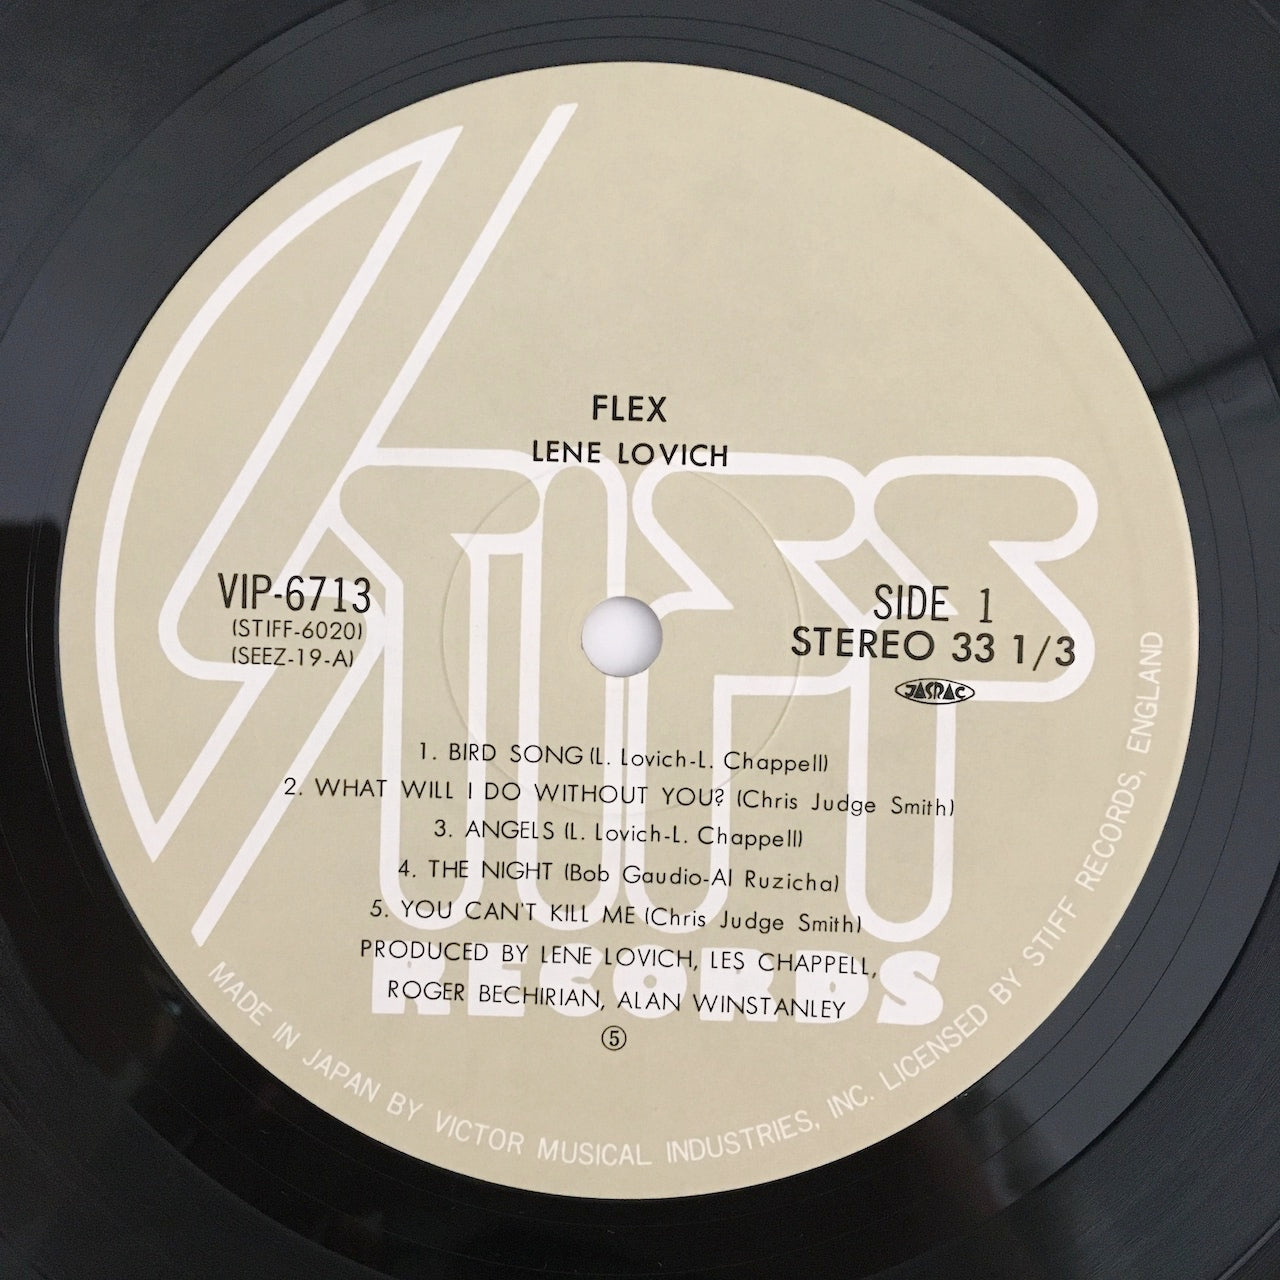 FLEX
LENE LOVICH
VIP-6713
(STIFF-6020)
(SEEZ-19-A)
SIDE 1
STEREO 33 1/3
JASRAC
STIFF
RECORDS
1. BIRD SONG (L. Lovich-L. Chappell)
2. WHAT WILL I DO WITHOUT YOU? (Chris Judge Smith)
3. ANGELS (L. Lovich-L. Chappell)
4. THE NIGHT (Bob Gaudio-Al Ruzicha)
5. YOU CAN'T KILL ME (Chris Judge Smith)
PRODUCED BY LENE LOVICH, LES CHAPPELL,
ROGER BECHIRIAN, ALAN WINSTANLEY
⑤
MADE IN JAPAN BY VICTOR MUSICAL INDUSTRIES, INC. LICENSED BY STIFF RECORDS, ENGLAND